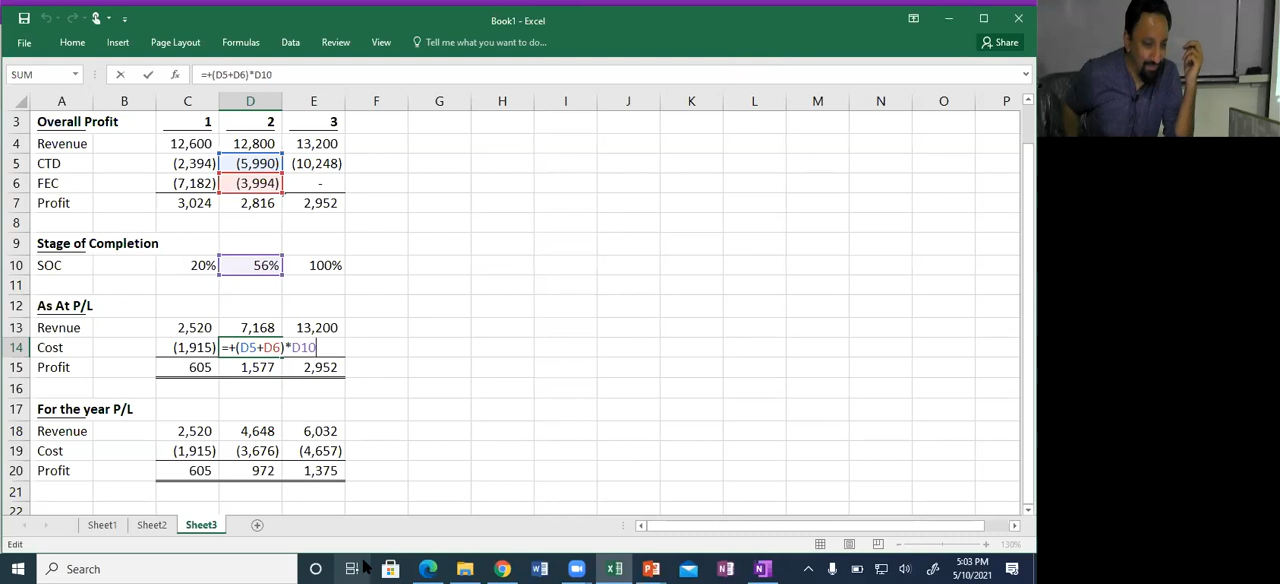 Book1 - Excel
File Home Insert Page Layout Formulas Data Review View Tell me what you want to do... Share
SUM fx =+(D5+D6)*D10
A B C D E F G H I J K L M N O P
3 Overall Profit 1 2 3
4 Revenue 12,600 12,800 13,200
5 CTD (2,394) (5,990) (10,248)
6 FEC (7,182) (3,994) -
7 Profit 3,024 2,816 2,952
8
9 Stage of Completion
10 SOC 20% 56% 100%
11
12 As At P/L
13 Revnue 2,520 7,168 13,200
14 Cost (1,915) =+(D5+D6)*D10
15 Profit 605 1,577 2,952
16
17 For the year P/L
18 Revenue 2,520 4,648 6,032
19 Cost (1,915) (3,676) (4,657)
20 Profit 605 972 1,375
21
22
Sheet1 Sheet2 Sheet3
Edit 130%
Search 5:03 PM
5/10/2021